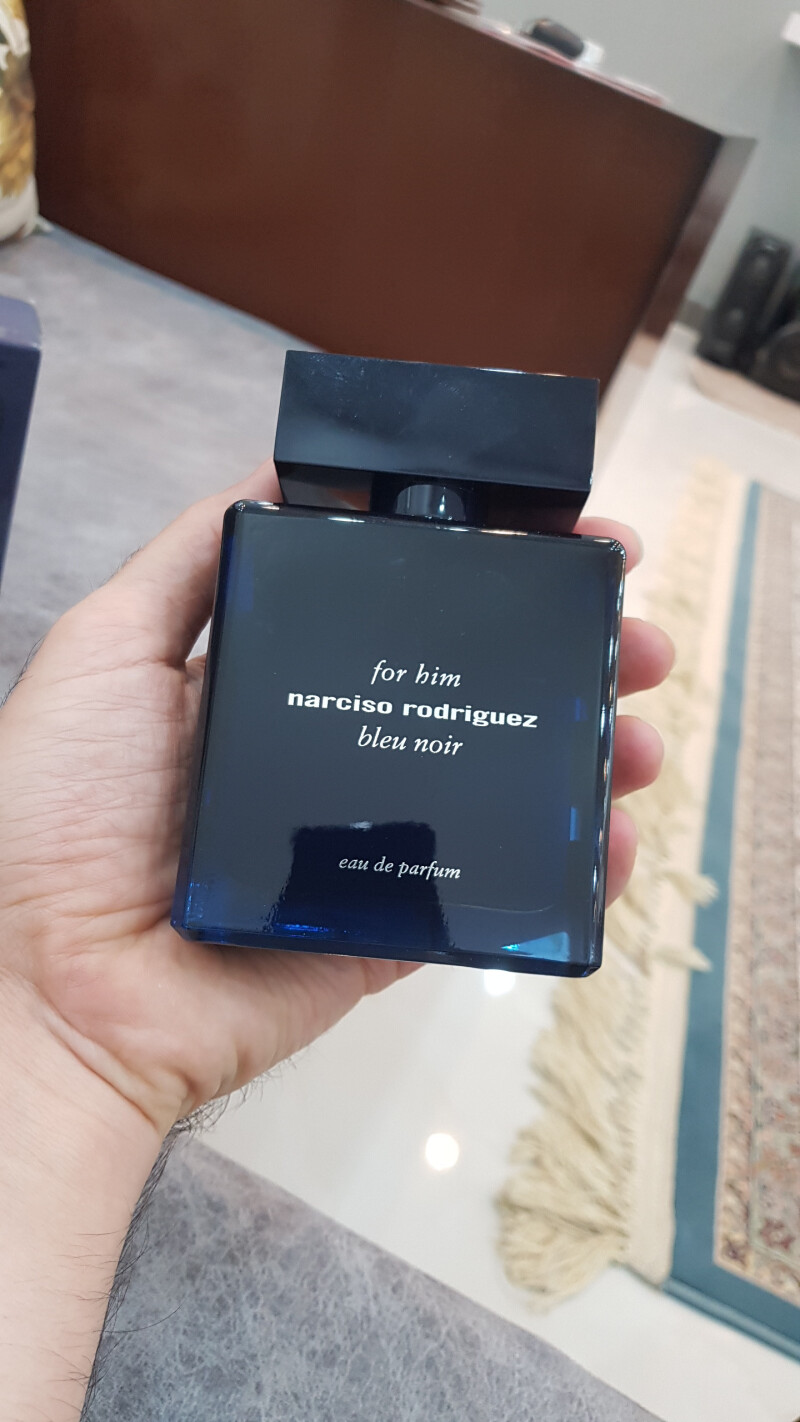 for him
narciso rodriguez
bleu noir
eau de parfum